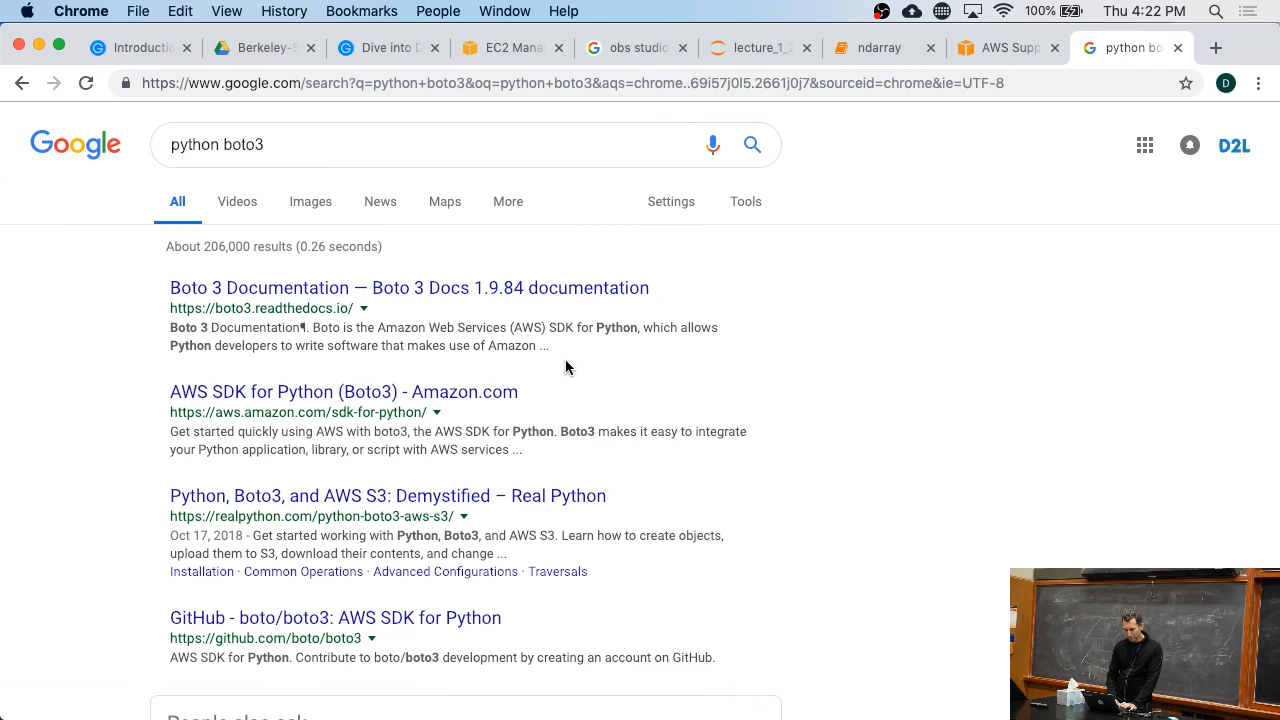 Chrome File Edit View History Bookmarks People Window Help 100% Thu 4:22 PM
Introductio Berkeley-S Dive into D EC2 Mana obs studio lecture_1_2 ndarray AWS Supp python bo
https://www.google.com/search?q=python+boto3&oq=python+boto3&aqs=chrome..69i57j0l5.2661j0j7&sourceid=chrome&ie=UTF-8 D
Google python boto3 D2L
All Videos Images News Maps More Settings Tools
About 206,000 results (0.26 seconds)
Boto 3 Documentation — Boto 3 Docs 1.9.84 documentation
https://boto3.readthedocs.io/
Boto 3 Documentation¶. Boto is the Amazon Web Services (AWS) SDK for Python, which allows
Python developers to write software that makes use of Amazon ...
AWS SDK for Python (Boto3) - Amazon.com
https://aws.amazon.com/sdk-for-python/
Get started quickly using AWS with boto3, the AWS SDK for Python. Boto3 makes it easy to integrate
your Python application, library, or script with AWS services ...
Python, Boto3, and AWS S3: Demystified – Real Python
https://realpython.com/python-boto3-aws-s3/
Oct 17, 2018 - Get started working with Python, Boto3, and AWS S3. Learn how to create objects,
upload them to S3, download their contents, and change ...
Installation · Common Operations · Advanced Configurations · Traversals
GitHub - boto/boto3: AWS SDK for Python
https://github.com/boto/boto3
AWS SDK for Python. Contribute to boto/boto3 development by creating an account on GitHub.
People also ask